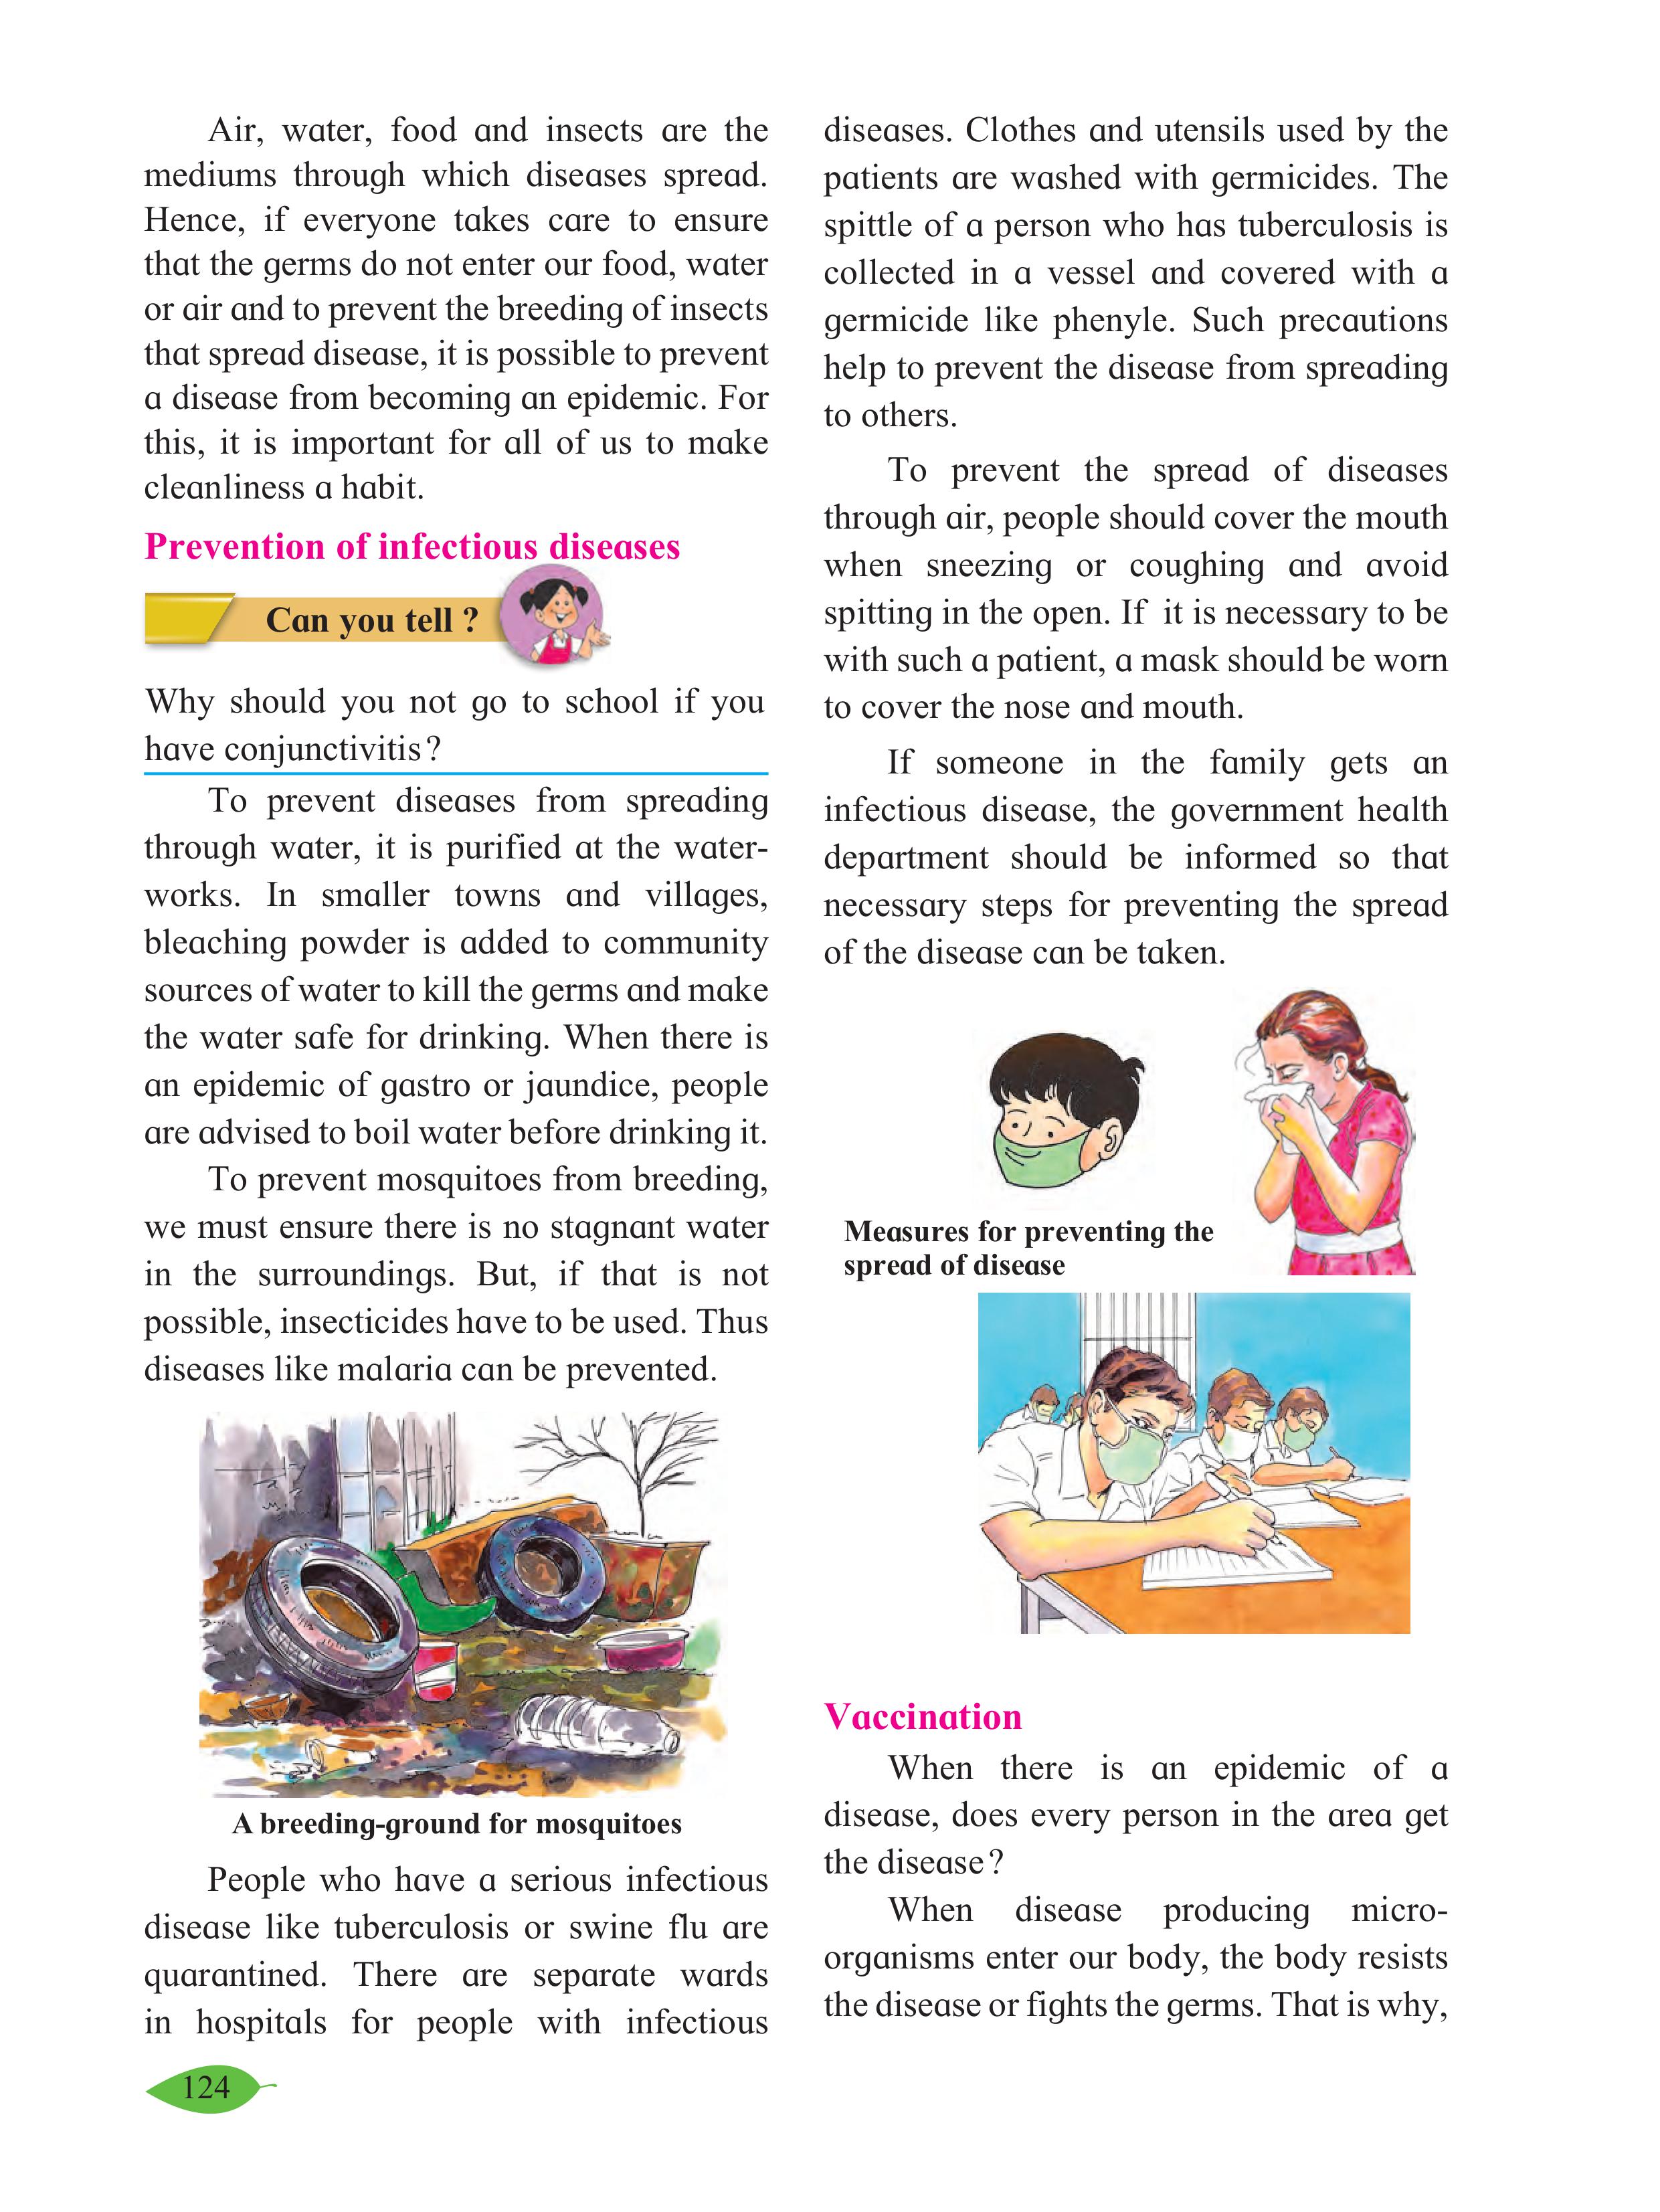 Air, water, food and insects are the
mediums through which diseases spread.
Hence, if everyone takes care to ensure
that the germs do not enter our food, water
or air and to prevent the breeding of insects
that spread disease, it is possible to prevent
a disease from becoming an epidemic. For
this, it is important for all of us to make
cleanliness a habit.
Prevention of infectious diseases
Can you tell ?
Why should you not go to school if you
have conjunctivitis?
To prevent diseases from spreading
through water, it is purified at the water-
works. In smaller towns and villages,
bleaching powder is added to community
sources of water to kill the germs and make
the water safe for drinking. When there is
an epidemic of gastro or jaundice, people
are advised to boil water before drinking it.
To prevent mosquitoes from breeding,
we must ensure there is no stagnant water
in the surroundings. But, if that is not
possible, insecticides have to be used. Thus
diseases like malaria can be prevented.
A breeding-ground for mosquitoes
People who have a serious infectious
disease like tuberculosis or swine flu are
quarantined. There are separate wards
in hospitals for people with infectious
diseases. Clothes and utensils used by the
patients are washed with germicides. The
spittle of a person who has tuberculosis is
collected in a vessel and covered with a
germicide like phenyle. Such precautions
help to prevent the disease from spreading
to others.
To prevent the spread of diseases
through air, people should cover the mouth
when sneezing or coughing and avoid
spitting in the open. If it is necessary to be
with such a patient, a mask should be worn
to cover the nose and mouth.
If someone in the family gets an
infectious disease, the government health
department should be informed so that
necessary steps for preventing the spread
of the disease can be taken.
Measures for preventing the
spread of disease
Vaccination
When there is an epidemic of a
disease, does every person in the area get
the disease?
When disease producing micro-
organisms enter our body, the body resists
the disease or fights the germs. That is why,
124